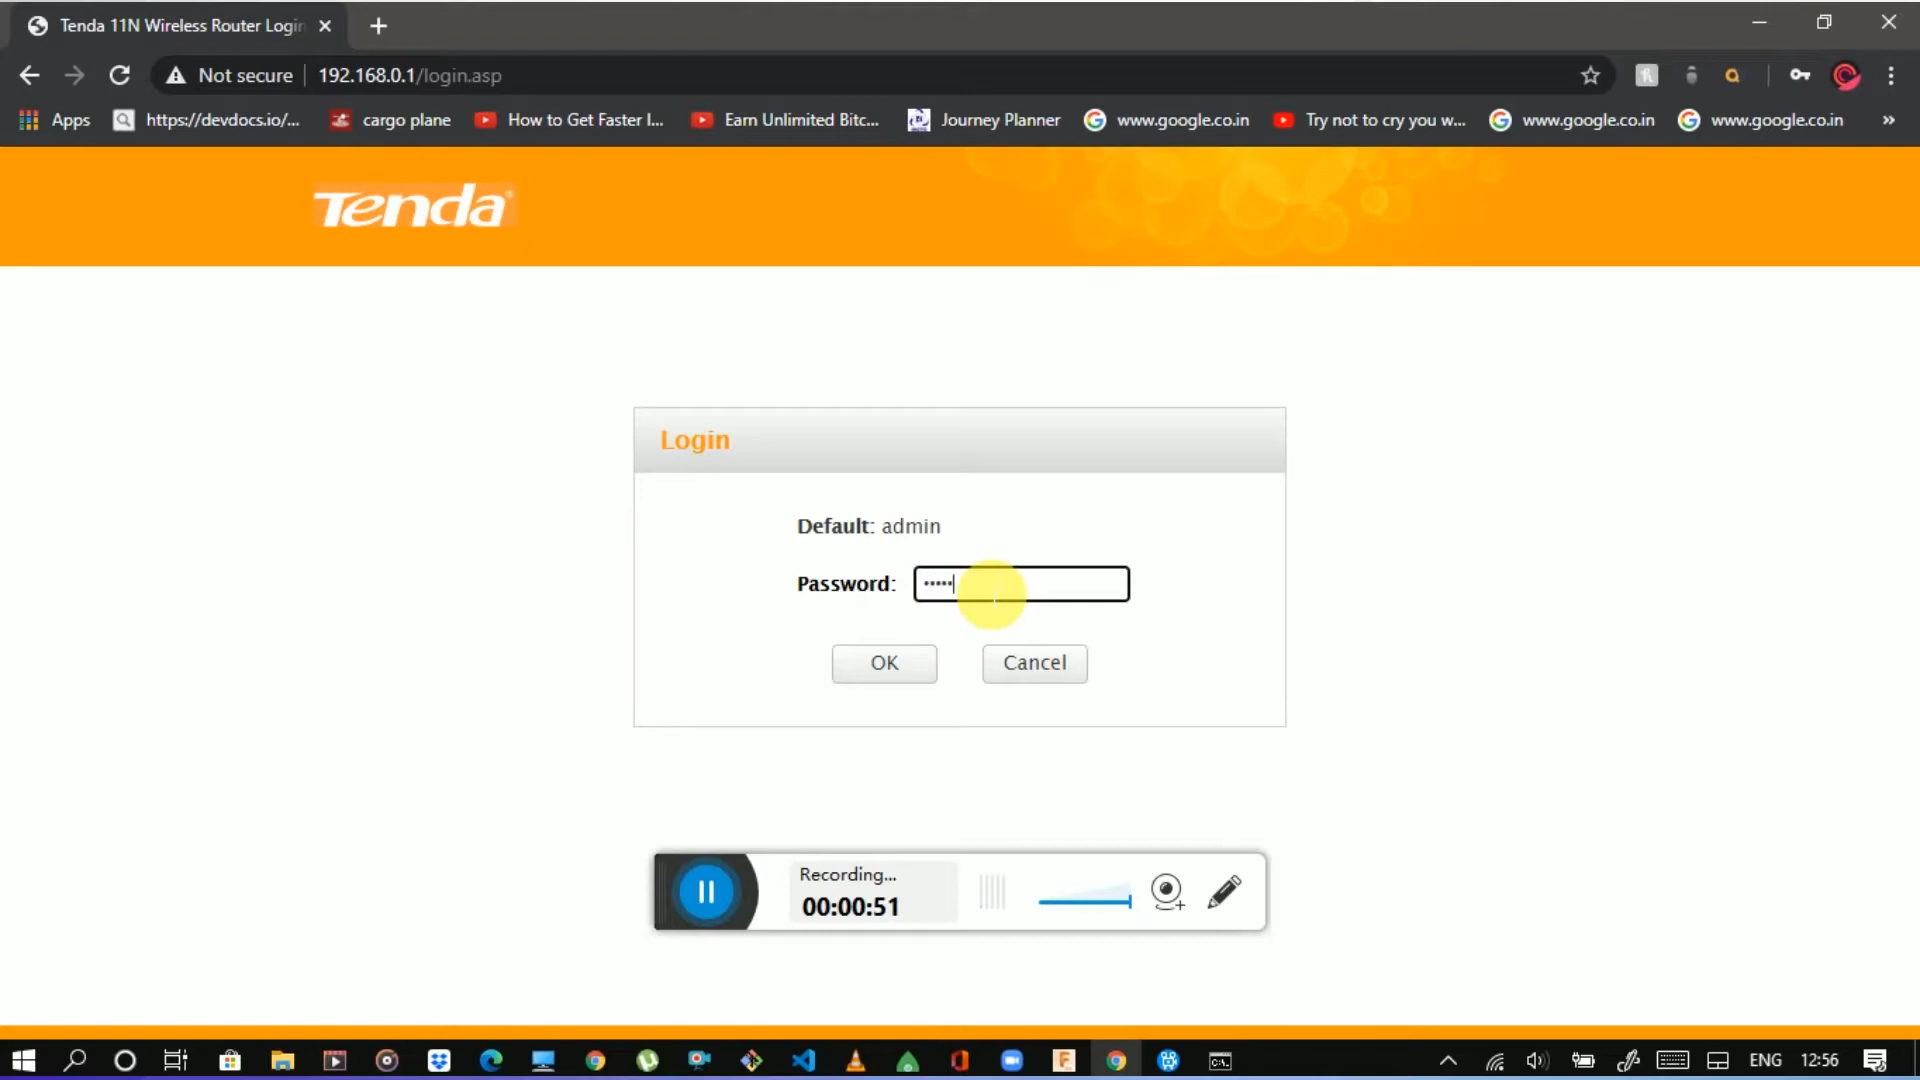 Tenda 11N Wireless Router Login
Not secure
192.168.0.1/login.asp
Apps
https://devdocs.io/...
cargo plane
How to Get Faster I...
Earn Unlimited Bitc...
Journey Planner
www.google.co.in
Try not to cry you w...
www.google.co.in
www.google.co.in
»
Tenda
Login
Default: admin
Password: •••••
OK
Cancel
Recording...
00:00:51
ENG
12:56